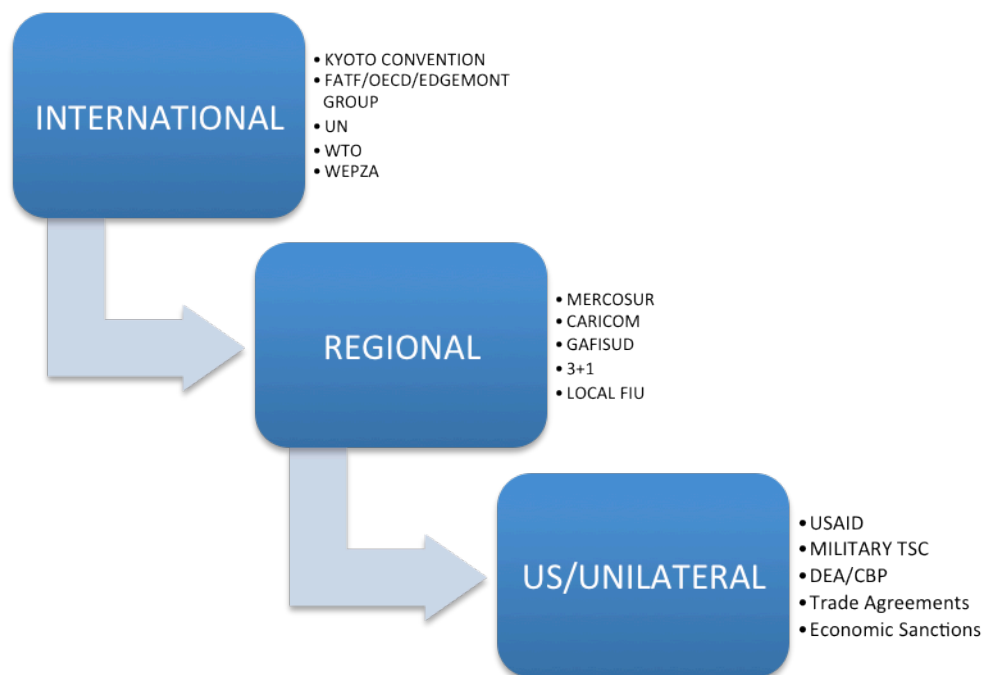 INTERNATIONAL
• KYOTO CONVENTION
• FATF/OECD/EDGEMONT
GROUP
• UN
• WTO
• WEPZA
REGIONAL
• MERCOSUR
• CARICOM
• GAFISUD
• 3+1
• LOCAL FIU
US/UNILATERAL
• USAID
• MILITARY TSC
• DEA/CBP
• Trade Agreements
• Economic Sanctions